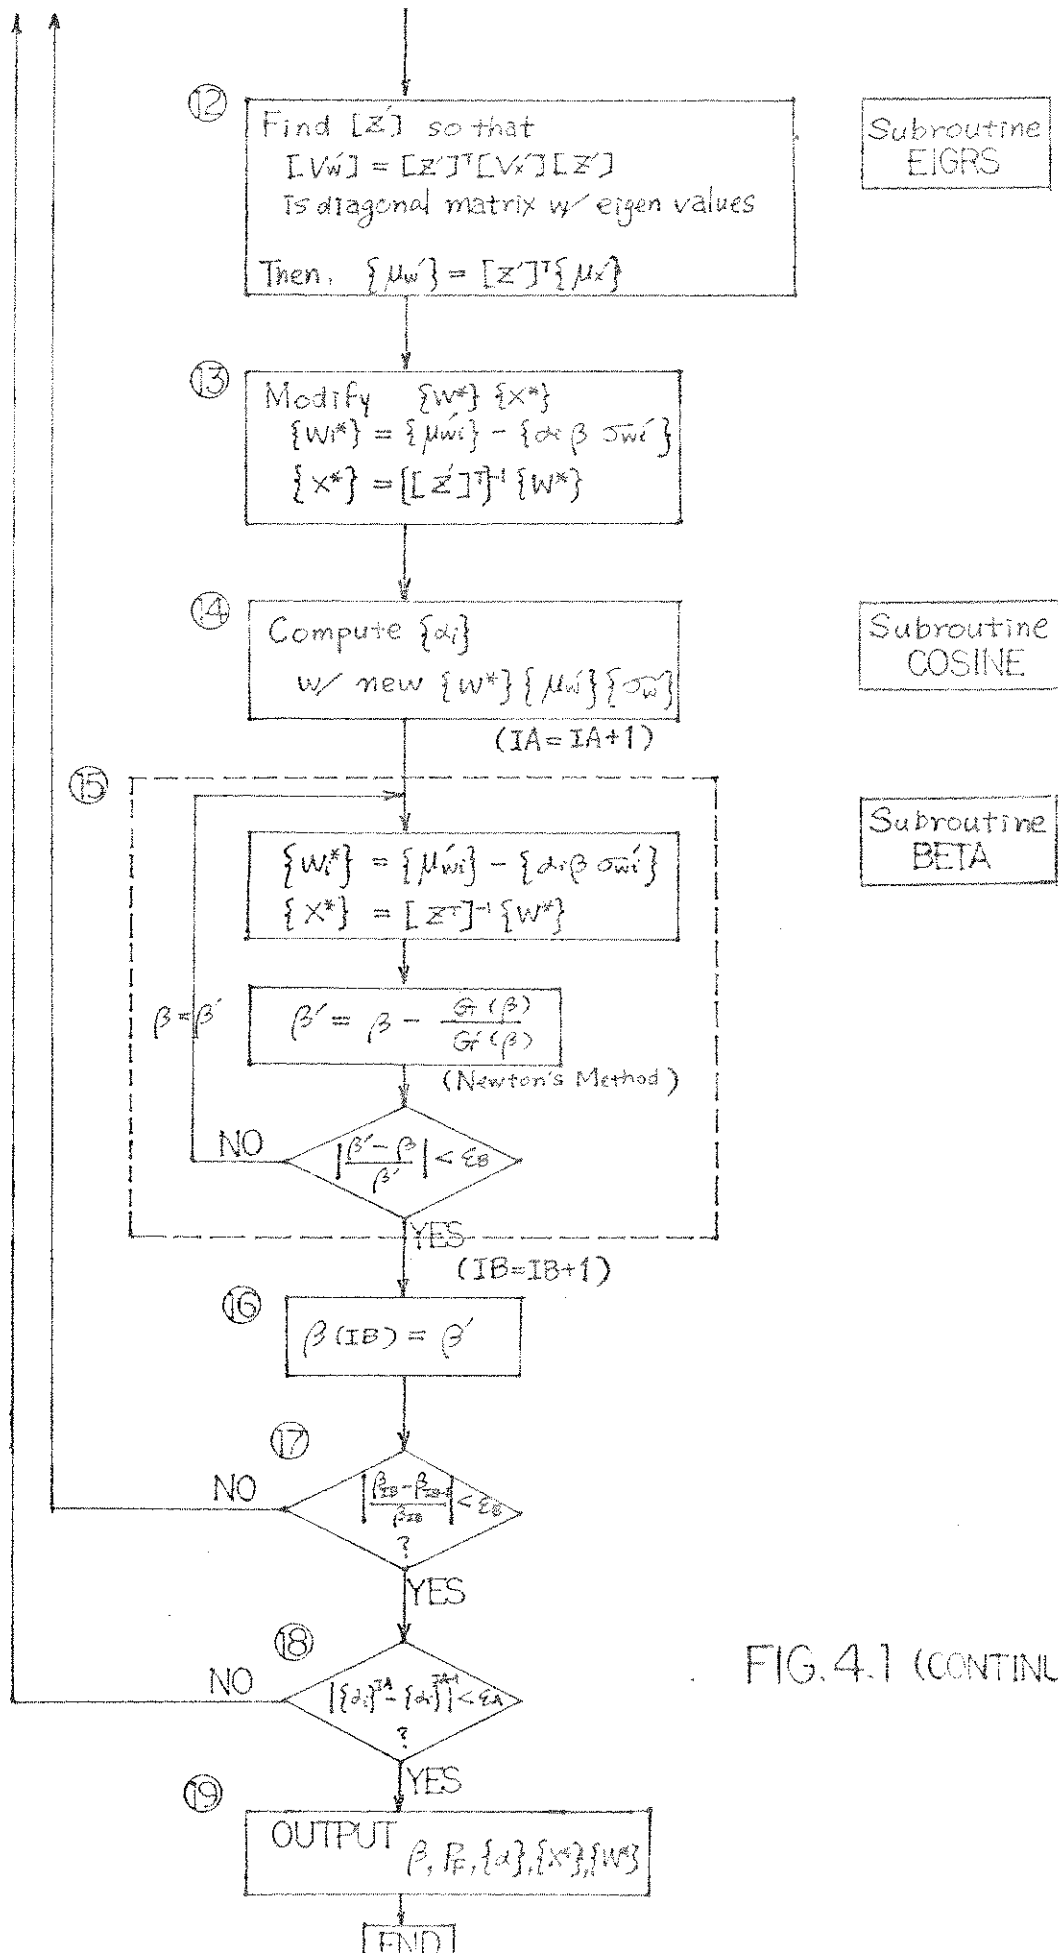 ⑫
Find [Z′] so that
[Vw′] = [Z′]ᵀ[Vx′][Z′]
is diagonal matrix w/ eigen values
Then, {μw′} = [Z′]ᵀ{μx′}
Subroutine
EIGRS
⑬
Modify {W*} {X*}
{Wi*} = {μwi′} - {αi β σwi′}
{X*} = [[Z′]ᵀ]⁻¹{W*}
⑭
Compute {αi}
w/ new {W*}{μw′}{σw′}
Subroutine
COSINE
(IA=IA+1)
⑮
{Wi*} = {μwi′} - {αi β σwi′}
{X*} = [Zᵀ]⁻¹{W*}
Subroutine
BETA
β=β′
β′ = β - G(β)/G′(β)
(Newton's Method)
NO
|β′-β/β′| < εB
YES
(IB=IB+1)
⑯
β(IB) = β′
⑰
NO
|βIB-βIB-1/βIB| < εB
?
YES
⑱
NO
|{αi}ᴵᴬ-{αi}ᴵᴬ⁻¹| < εA
?
FIG. 4.1 (CONTINU
YES
⑲
OUTPUT
β, PF, {α}, {X*}, {W*}
END